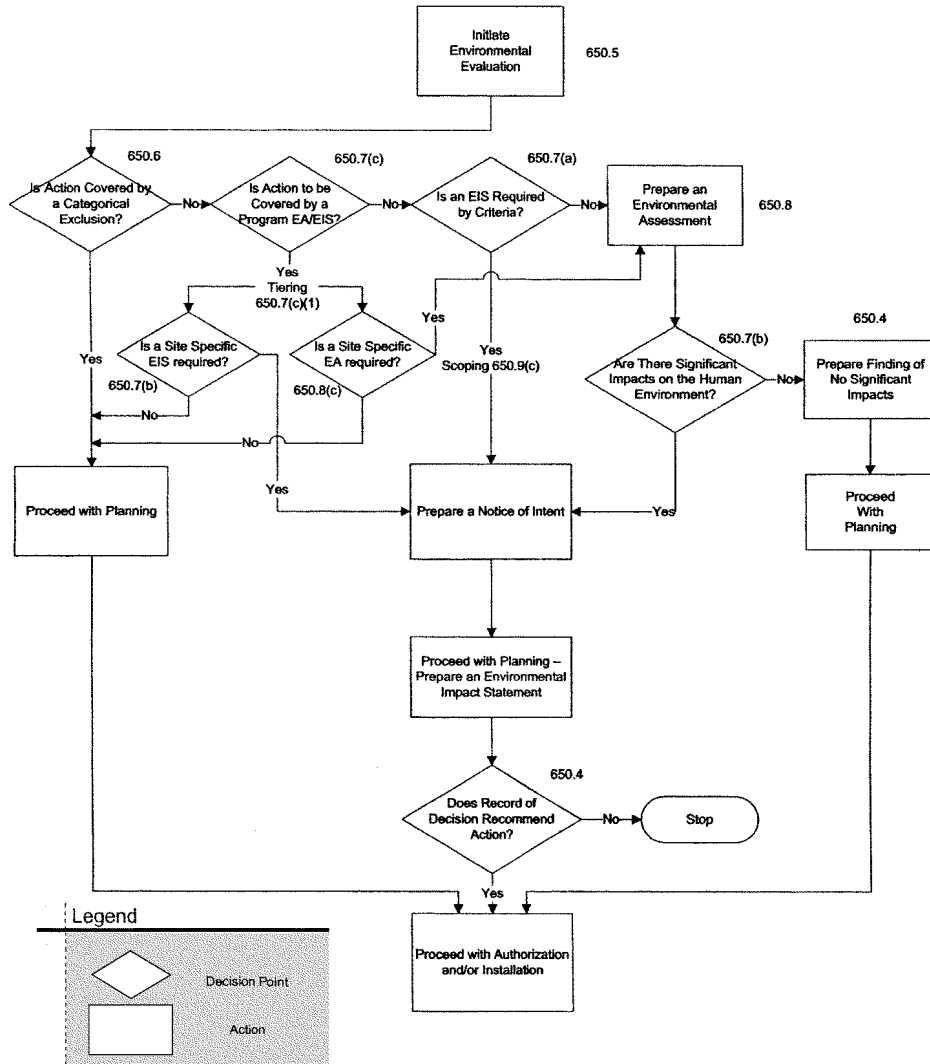 Initiate
Environmental
Evaluation
650.5
650.6
Is Action Covered by
a Categorical
Exclusion?
No
650.7(c)
Is Action to be
Covered by a
Program EA/EIS?
No
650.7(a)
Is an EIS Required
by Criteria?
No
Prepare an
Environmental
Assessment
650.8
Yes
Tiering
650.7(c)(1)
Yes
Is a Site Specific
EIS required?
650.7(b)
No
Is a Site Specific
EA required?
650.8(c)
Yes
No
Yes
Yes
Scoping 650.9(c)
650.7(b)
Are There Significant
Impacts on the Human
Environment?
No
650.4
Prepare Finding of
No Significant
Impacts
Proceed with Planning
Prepare a Notice of Intent
Yes
Proceed
With
Planning
Proceed with Planning –
Prepare an Environmental
Impact Statement
650.4
Does Record of
Decision Recommend
Action?
No
Stop
Yes
Proceed with Authorization
and/or Installation
Legend
Decision Point
Action